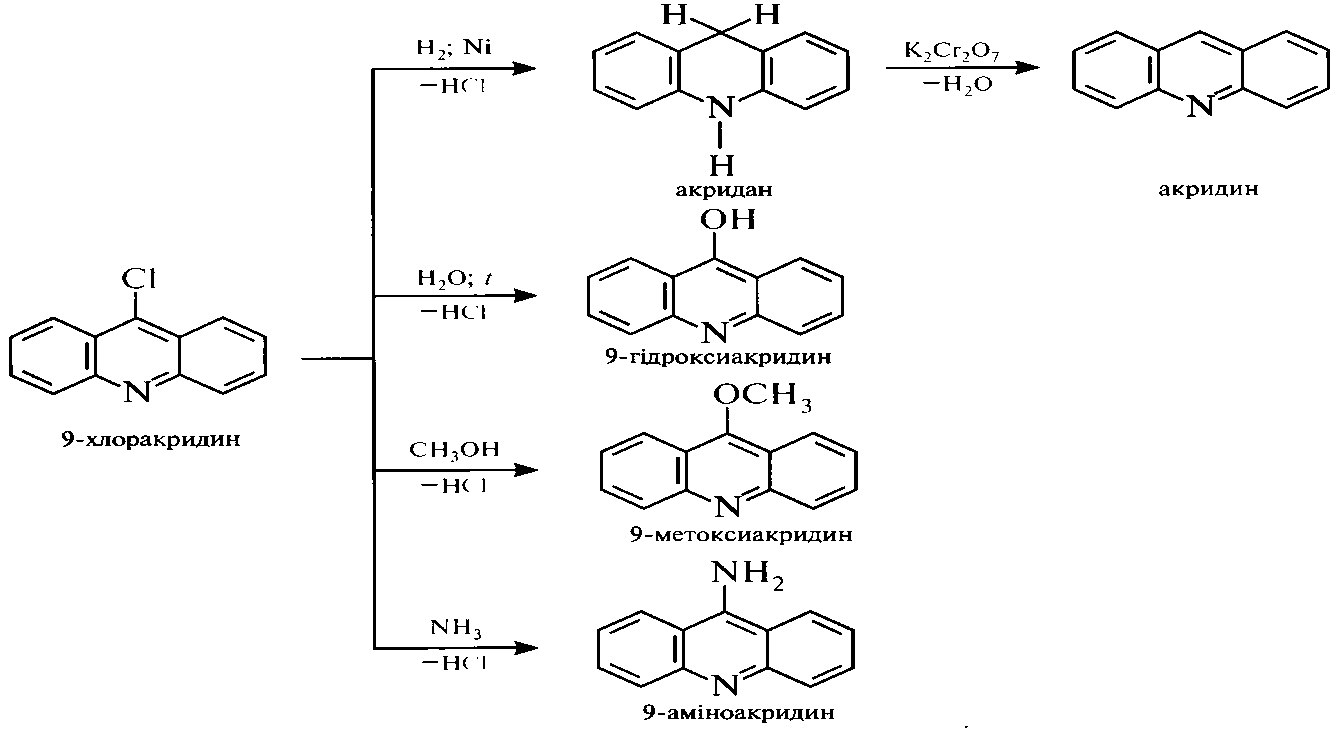 H H
H₂; Ni
−HCl
N
H
акридан
K₂Cr₂O₇
−H₂O
N
акридин
Cl
N
9-хлоракридин
H₂O; t
−HCl
OH
N
9-гідроксиакридин
CH₃OH
−HCl
OCH₃
N
9-метоксиакридин
NH₃
−HCl
NH₂
N
9-аміноакридин